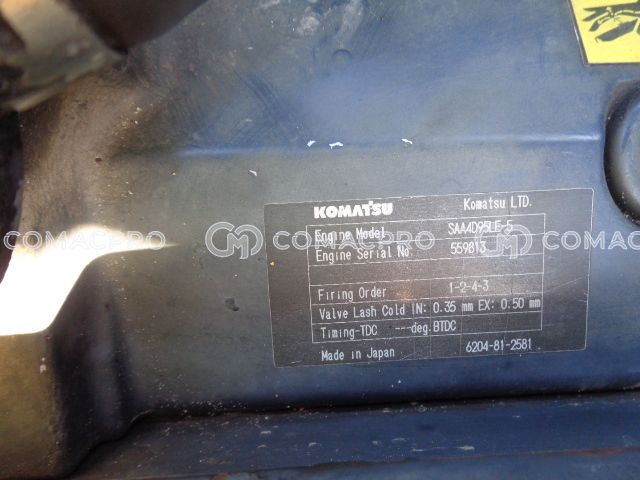 KOMATSU Komatsu LTD.
Engine Model SAA4D95LE-5
Engine Serial No. 559813
Firing Order 1-2-4-3
Valve Lash Cold IN: 0.35 mm EX: 0.50 mm
Timing-TDC ---deg.BTDC
Made in Japan 6204-81-2581
COMACPRO CM COMACPRO CM COMACPRO